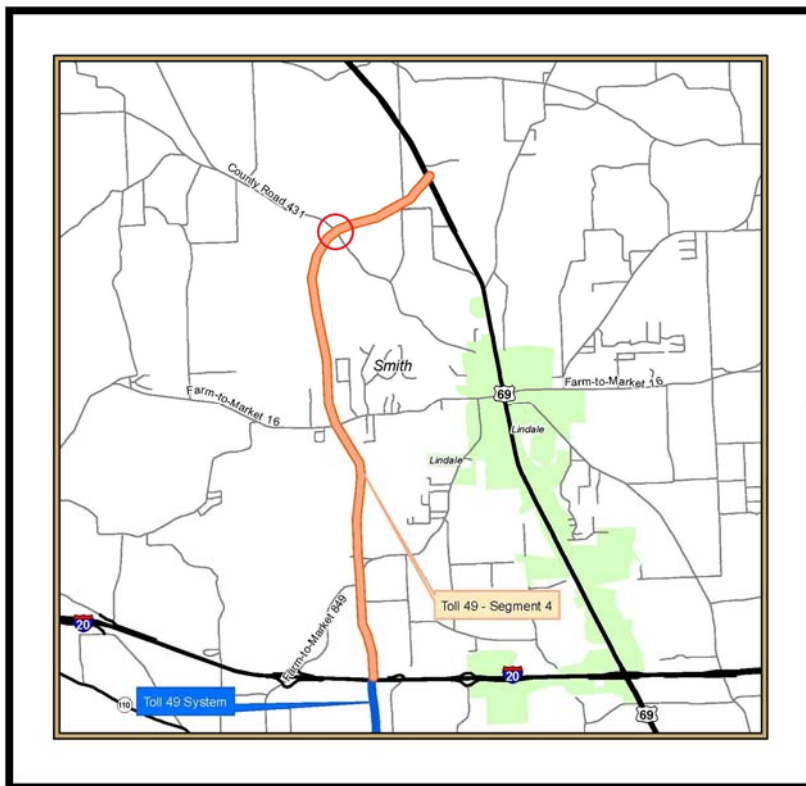 County Road 431
Smith
Farm-to-Market 16
69
Farm-to-Market 16
Lindale
Lindale
Toll 49 - Segment 4
Farm-to-Market 849
20
20
110
Toll 49 System
69